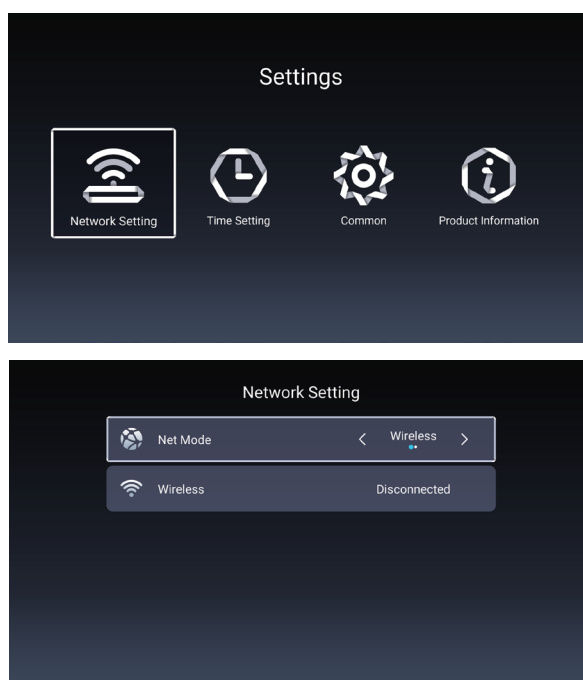 Settings
Network Setting
Time Setting
Common
Product Information
Network Setting
Net Mode
Wireless
Wireless
Disconnected